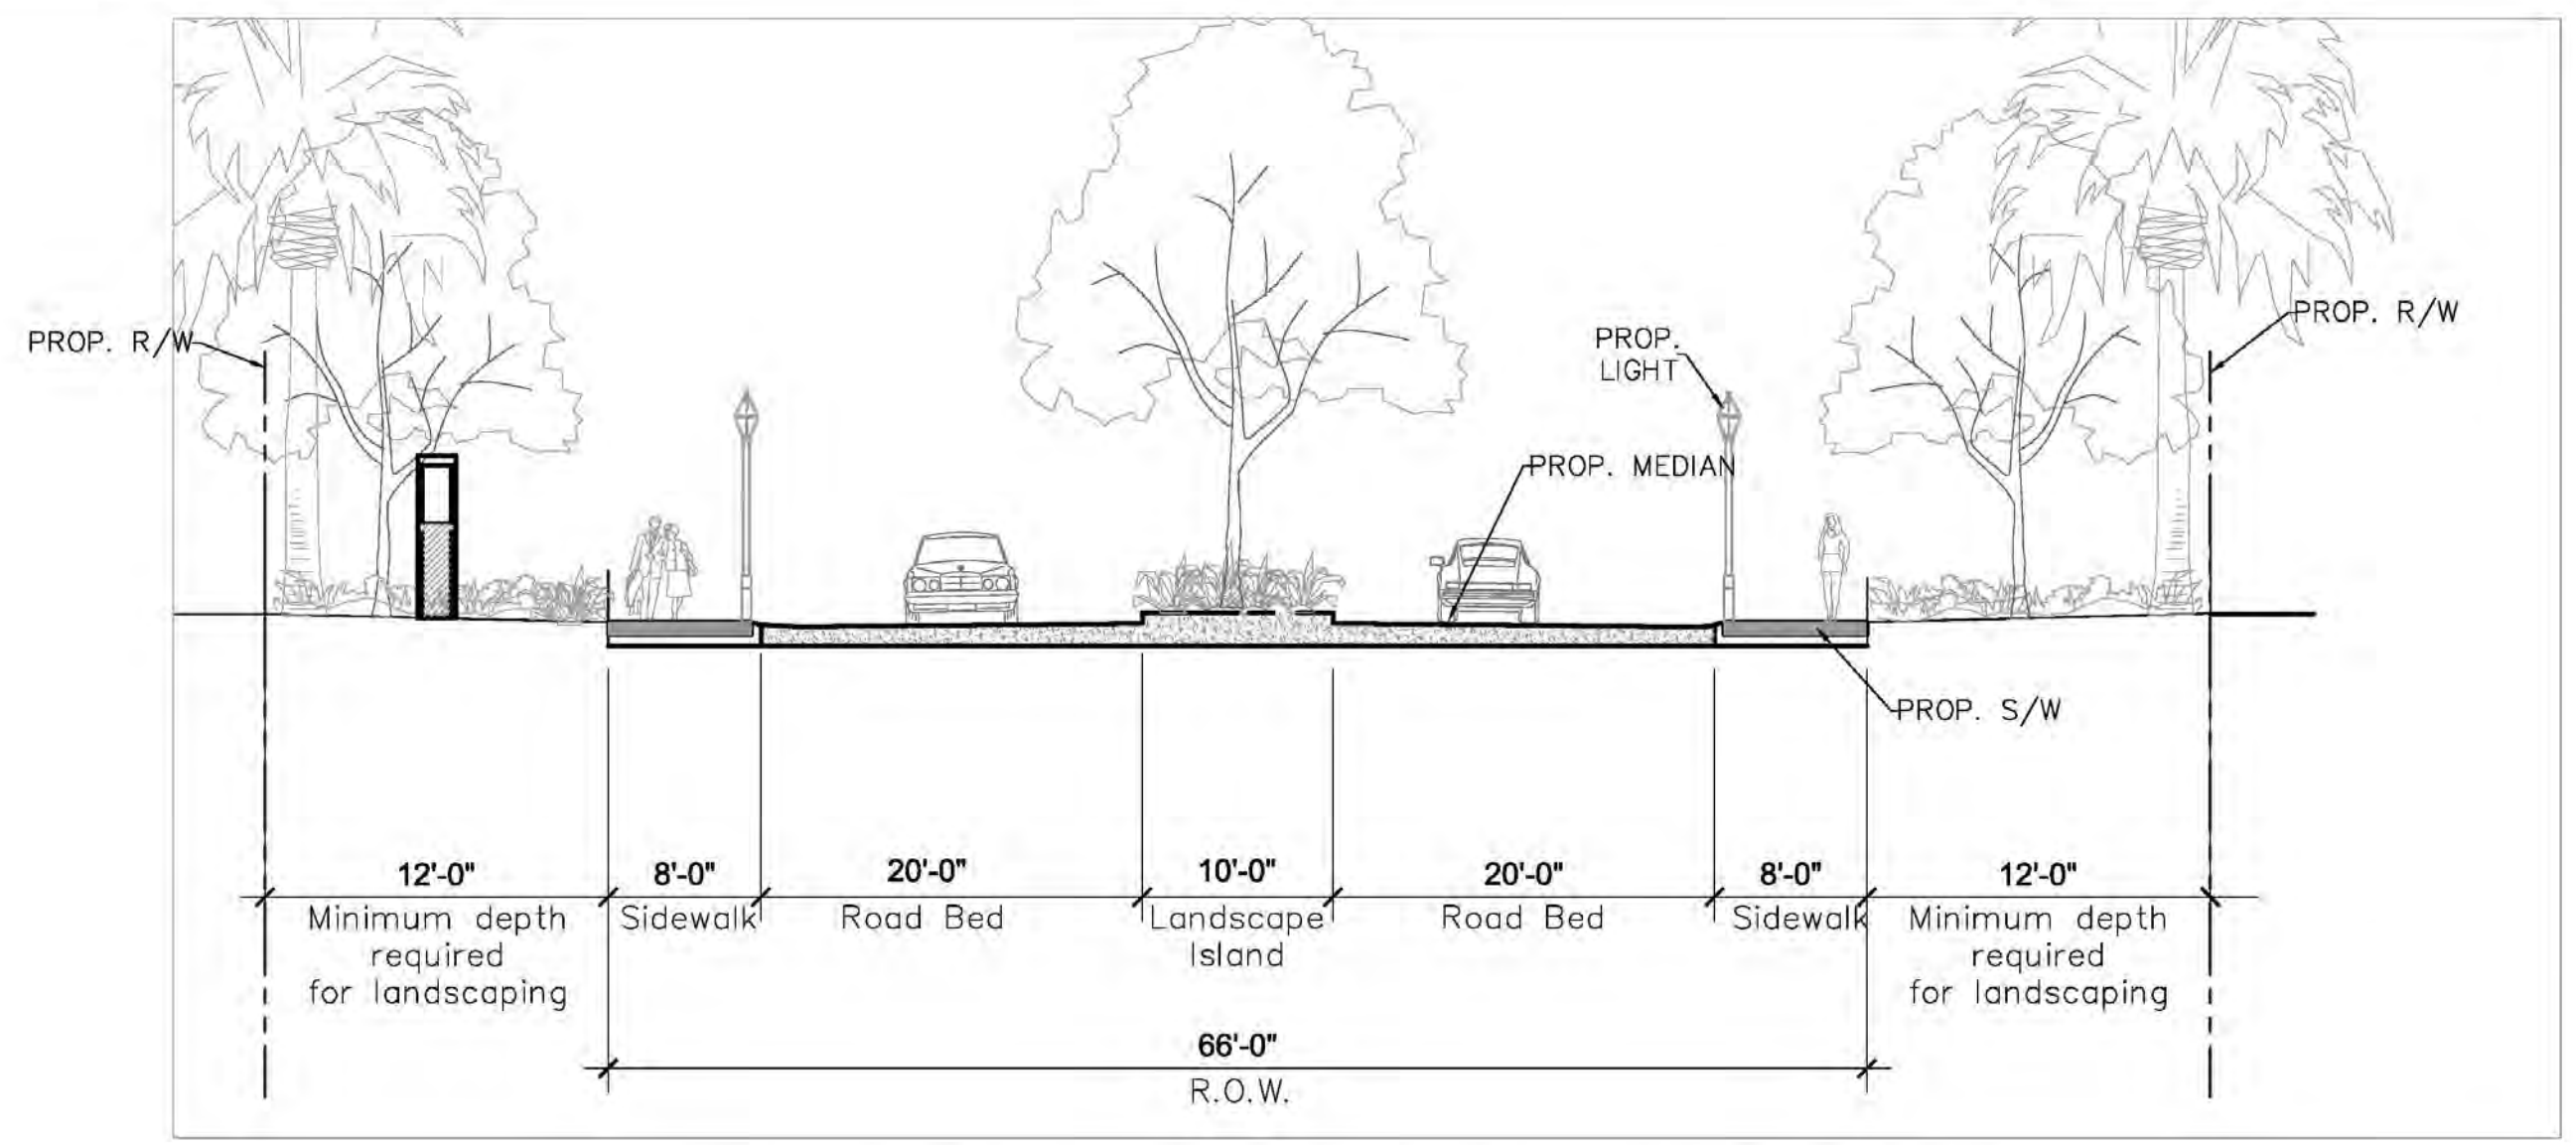 PROP. R/W
PROP. R/W
PROP.
LIGHT
PROP. MEDIAN
PROP. S/W
12'-0"
8'-0"
20'-0"
10'-0"
20'-0"
8'-0"
12'-0"
Minimum depth
required
for landscaping
Sidewalk
Road Bed
Landscape
Island
Road Bed
Sidewalk
Minimum depth
required
for landscaping
66'-0"
R.O.W.